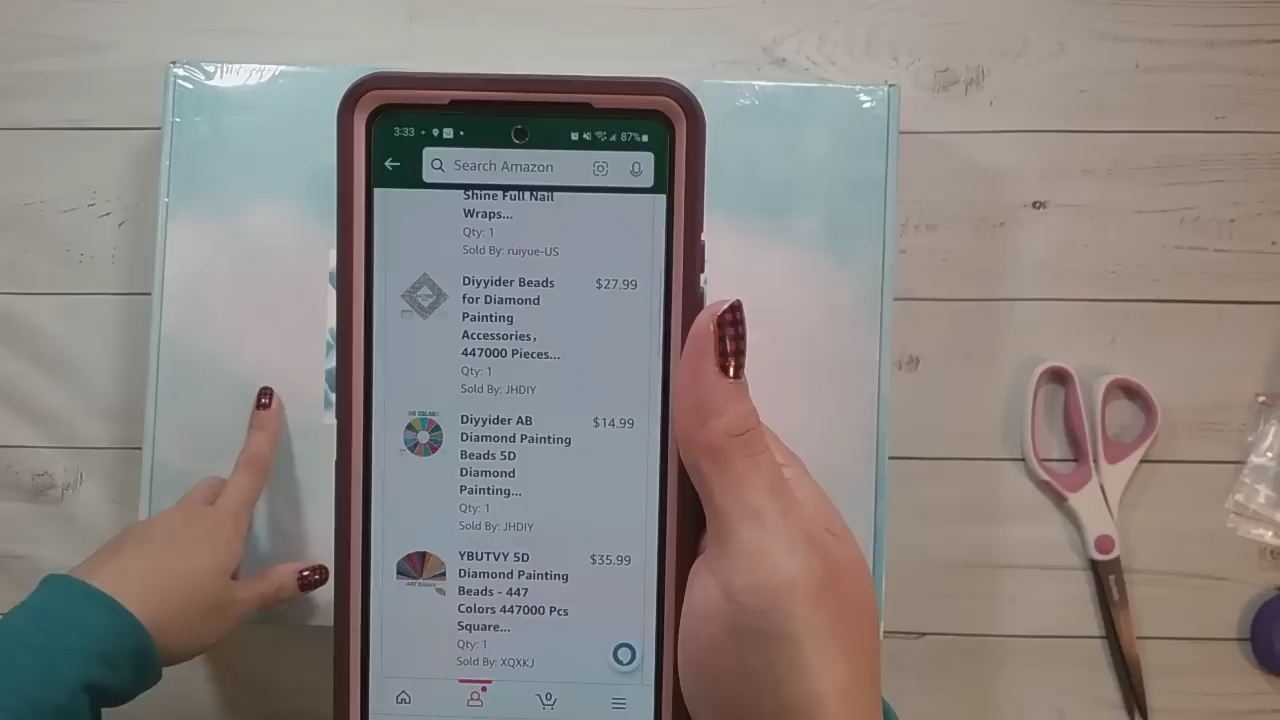 3:33
87%
Search Amazon
Shine Full Nail
Wraps...
Qty: 1
Sold By: ruiyue-US
Diyyider Beads
for Diamond
Painting
Accessories,
447000 Pieces...
$27.99
Qty: 1
Sold By: JHDIY
Diyyider AB
Diamond Painting
Beads 5D
Diamond
Painting...
$14.99
Qty: 1
Sold By: JHDIY
YBUTVY 5D
Diamond Painting
Beads - 447
Colors 447000 Pcs
Square...
$35.99
Qty: 1
Sold By: XQXKJ
0